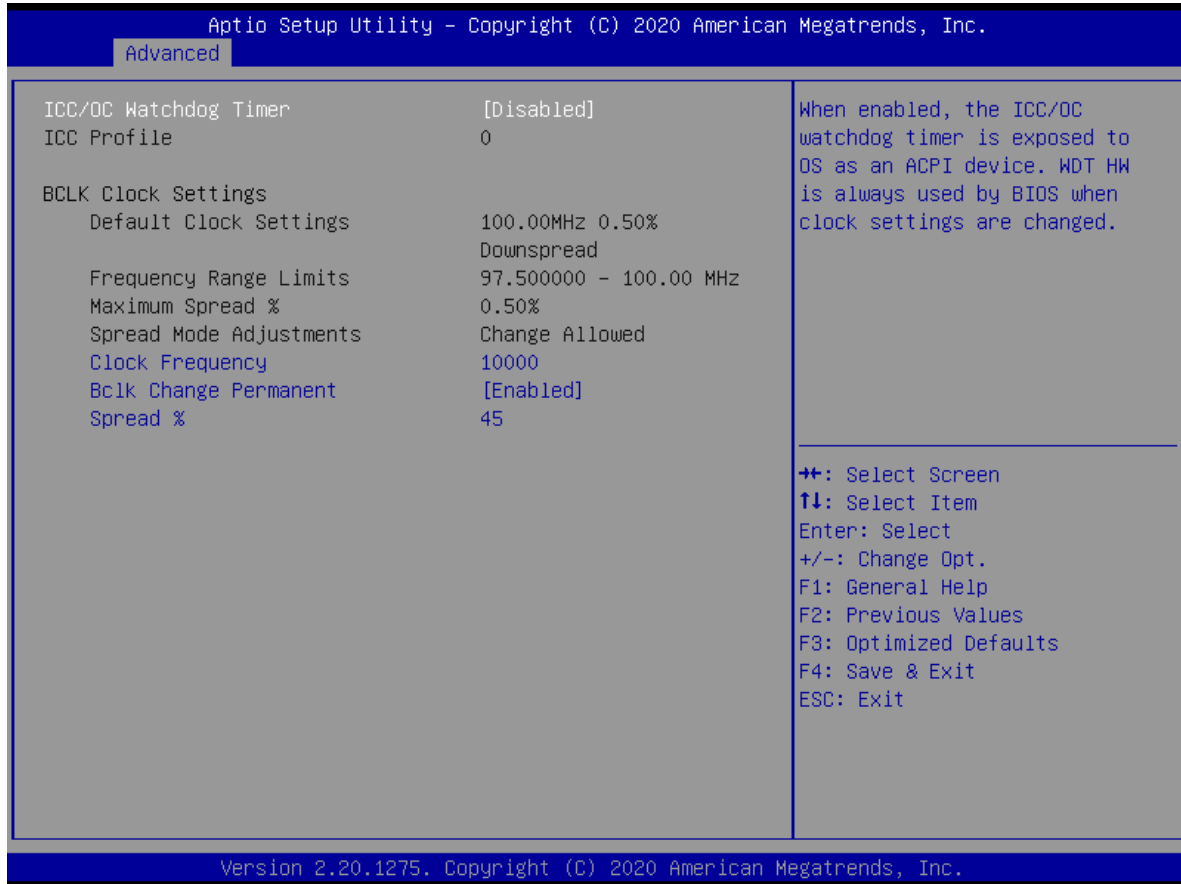 Aptio Setup Utility – Copyright (C) 2020 American Megatrends, Inc.
Advanced
ICC/OC Watchdog Timer [Disabled]
ICC Profile 0
BCLK Clock Settings
Default Clock Settings 100.00MHz 0.50%
Downspread
Frequency Range Limits 97.500000 – 100.00 MHz
Maximum Spread % 0.50%
Spread Mode Adjustments Change Allowed
Clock Frequency 10000
Bclk Change Permanent [Enabled]
Spread % 45
When enabled, the ICC/OC
watchdog timer is exposed to
OS as an ACPI device. WDT HW
is always used by BIOS when
clock settings are changed.
→←: Select Screen
↑↓: Select Item
Enter: Select
+/-: Change Opt.
F1: General Help
F2: Previous Values
F3: Optimized Defaults
F4: Save & Exit
ESC: Exit
Version 2.20.1275. Copyright (C) 2020 American Megatrends, Inc.